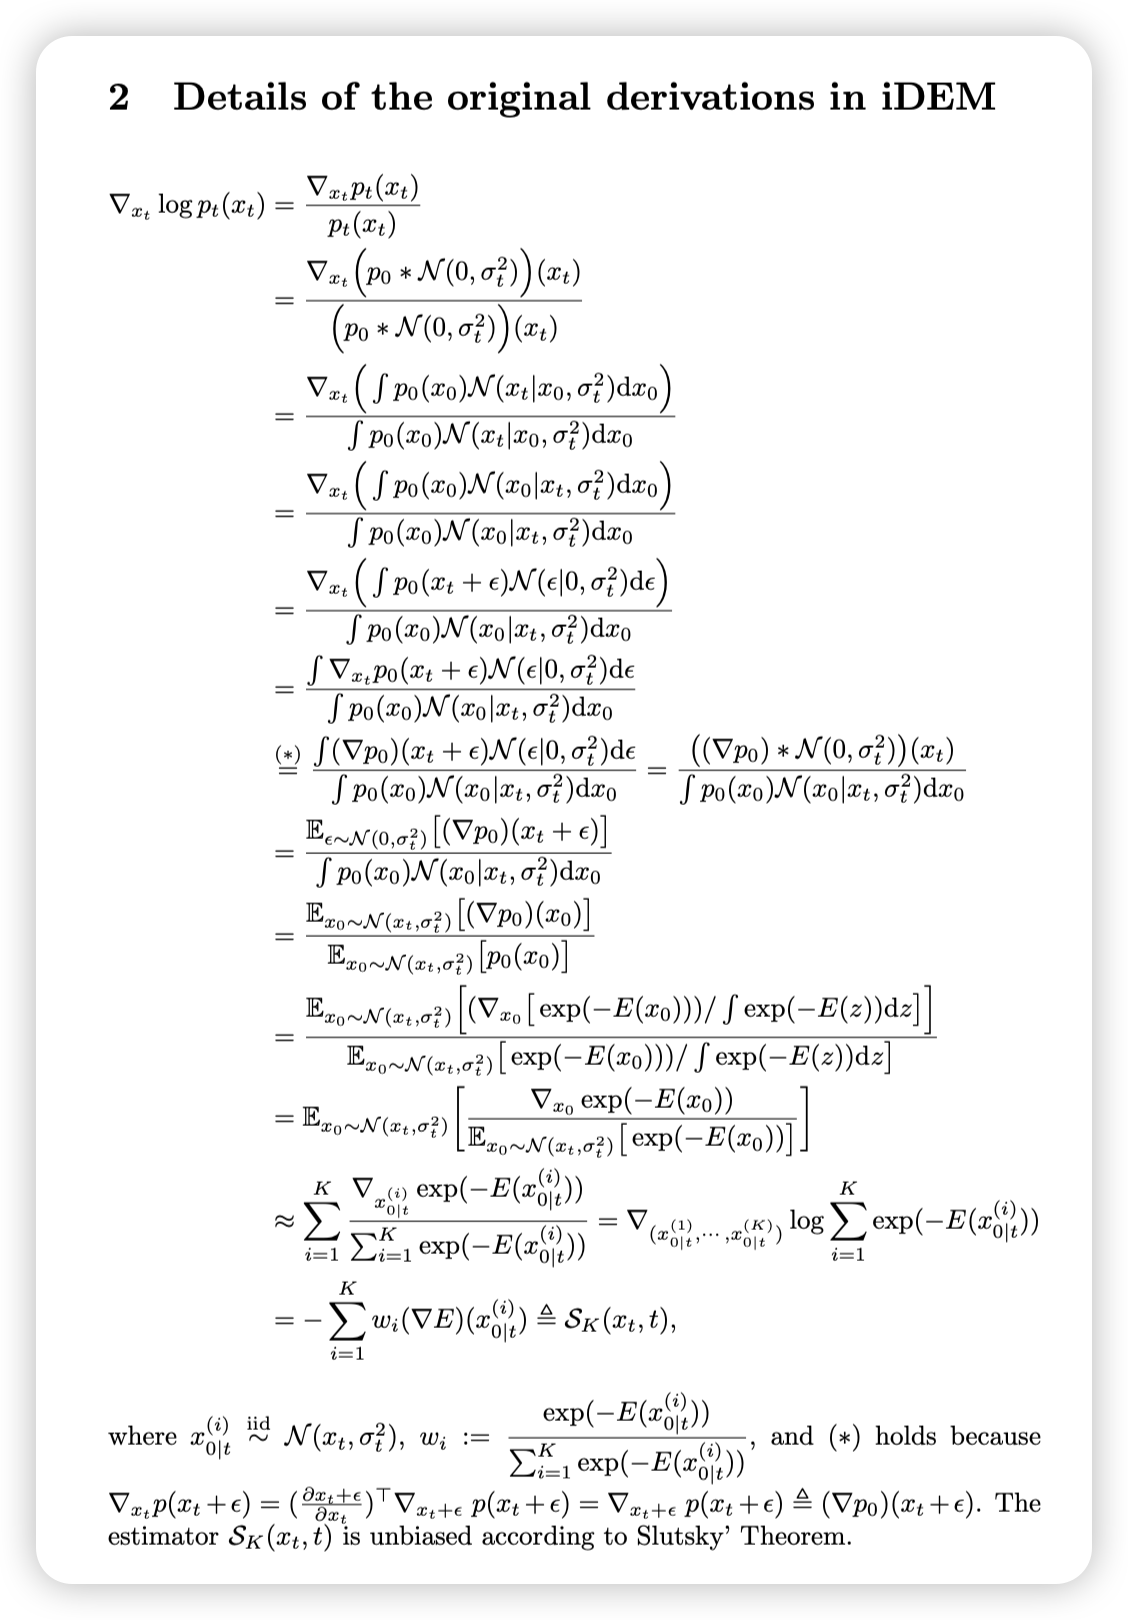 2 Details of the original derivations in iDEM
$\nabla_{x_t} \log p_t(x_t) = \frac{\nabla_{x_t} p_t(x_t)}{p_t(x_t)}$
$= \frac{\nabla_{x_t} \Big( p_0 * \mathcal{N}(0, \sigma_t^2) \Big)(x_t)}{\Big( p_0 * \mathcal{N}(0, \sigma_t^2) \Big)(x_t)}$
$= \frac{\nabla_{x_t} \Big( \int p_0(x_0) \mathcal{N}(x_t|x_0, \sigma_t^2) \mathrm{d}x_0 \Big)}{\int p_0(x_0) \mathcal{N}(x_t|x_0, \sigma_t^2) \mathrm{d}x_0}$
$= \frac{\nabla_{x_t} \Big( \int p_0(x_0) \mathcal{N}(x_0|x_t, \sigma_t^2) \mathrm{d}x_0 \Big)}{\int p_0(x_0) \mathcal{N}(x_0|x_t, \sigma_t^2) \mathrm{d}x_0}$
$= \frac{\nabla_{x_t} \Big( \int p_0(x_t + \epsilon) \mathcal{N}(\epsilon|0, \sigma_t^2) \mathrm{d}\epsilon \Big)}{\int p_0(x_0) \mathcal{N}(x_0|x_t, \sigma_t^2) \mathrm{d}x_0}$
$= \frac{\int \nabla_{x_t} p_0(x_t + \epsilon) \mathcal{N}(\epsilon|0, \sigma_t^2) \mathrm{d}\epsilon}{\int p_0(x_0) \mathcal{N}(x_0|x_t, \sigma_t^2) \mathrm{d}x_0}$
$\stackrel{(*)}{=} \frac{\int (\nabla p_0)(x_t + \epsilon) \mathcal{N}(\epsilon|0, \sigma_t^2) \mathrm{d}\epsilon}{\int p_0(x_0) \mathcal{N}(x_0|x_t, \sigma_t^2) \mathrm{d}x_0} = \frac{((\nabla p_0) * \mathcal{N}(0, \sigma_t^2))(x_t)}{\int p_0(x_0) \mathcal{N}(x_0|x_t, \sigma_t^2) \mathrm{d}x_0}$
$= \frac{\mathbb{E}_{\epsilon \sim \mathcal{N}(0, \sigma_t^2)} [(\nabla p_0)(x_t + \epsilon)]}{\int p_0(x_0) \mathcal{N}(x_0|x_t, \sigma_t^2) \mathrm{d}x_0}$
$= \frac{\mathbb{E}_{x_0 \sim \mathcal{N}(x_t, \sigma_t^2)} [(\nabla p_0)(x_0)]}{\mathbb{E}_{x_0 \sim \mathcal{N}(x_t, \sigma_t^2)} [p_0(x_0)]}$
$= \frac{\mathbb{E}_{x_0 \sim \mathcal{N}(x_t, \sigma_t^2)} \Big[ (\nabla_{x_0} [ \exp(-E(x_0))) / \int \exp(-E(z)) \mathrm{d}z ] \Big]}{\mathbb{E}_{x_0 \sim \mathcal{N}(x_t, \sigma_t^2)} [ \exp(-E(x_0))) / \int \exp(-E(z)) \mathrm{d}z ]}$
$= \mathbb{E}_{x_0 \sim \mathcal{N}(x_t, \sigma_t^2)} \left[ \frac{\nabla_{x_0} \exp(-E(x_0))}{\mathbb{E}_{x_0 \sim \mathcal{N}(x_t, \sigma_t^2)} [ \exp(-E(x_0)) ]} \right]$
$\approx \sum_{i=1}^{K} \frac{\nabla_{x_{0|t}^{(i)}} \exp(-E(x_{0|t}^{(i)}))}{\sum_{i=1}^{K} \exp(-E(x_{0|t}^{(i)}))} = \nabla_{(x_{0|t}^{(1)}, \cdots, x_{0|t}^{(K)})} \log \sum_{i=1}^{K} \exp(-E(x_{0|t}^{(i)}))$
$= - \sum_{i=1}^{K} w_i (\nabla E)(x_{0|t}^{(i)}) \triangleq \mathcal{S}_K(x_t, t),$
where $x_{0|t}^{(i)} \stackrel{\text{iid}}{\sim} \mathcal{N}(x_t, \sigma_t^2)$, $w_i := \frac{\exp(-E(x_{0|t}^{(i)}))}{\sum_{i=1}^{K} \exp(-E(x_{0|t}^{(i)}))}$, and $(*)$ holds because
$\nabla_{x_t} p(x_t + \epsilon) = (\frac{\partial x_t + \epsilon}{\partial x_t})^\top \nabla_{x_t + \epsilon}\, p(x_t + \epsilon) = \nabla_{x_t + \epsilon}\, p(x_t + \epsilon) \triangleq (\nabla p_0)(x_t + \epsilon)$. The
estimator $\mathcal{S}_K(x_t, t)$ is unbiased according to Slutsky' Theorem.